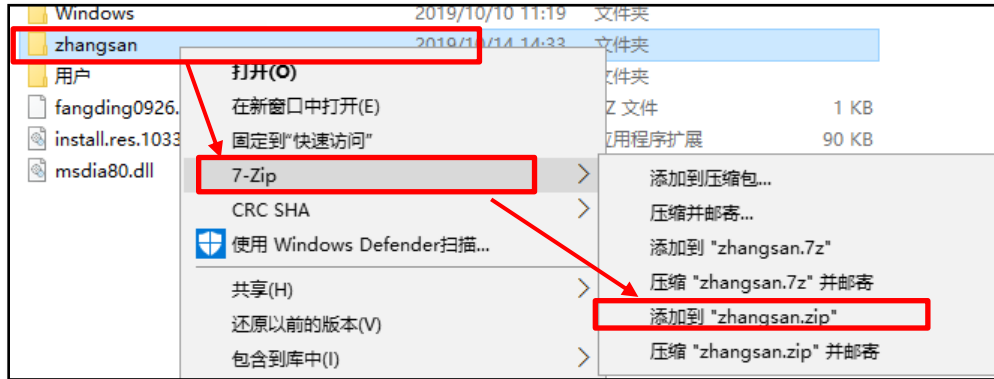 Windows 2019/10/10 11:19 文件夹
zhangsan 2019/10/14 14:33 文件夹
用户 文件夹
打开(O)
fangding0926. Z 文件 1 KB
在新窗口中打开(E)
install.res.1033 应用程序扩展 90 KB
固定到"快速访问"
msdia80.dll
7-Zip
CRC SHA
使用 Windows Defender扫描...
共享(H)
还原以前的版本(V)
包含到库中(I)
添加到压缩包...
压缩并邮寄...
添加到 "zhangsan.7z"
压缩 "zhangsan.7z" 并邮寄
添加到 "zhangsan.zip"
压缩 "zhangsan.zip" 并邮寄